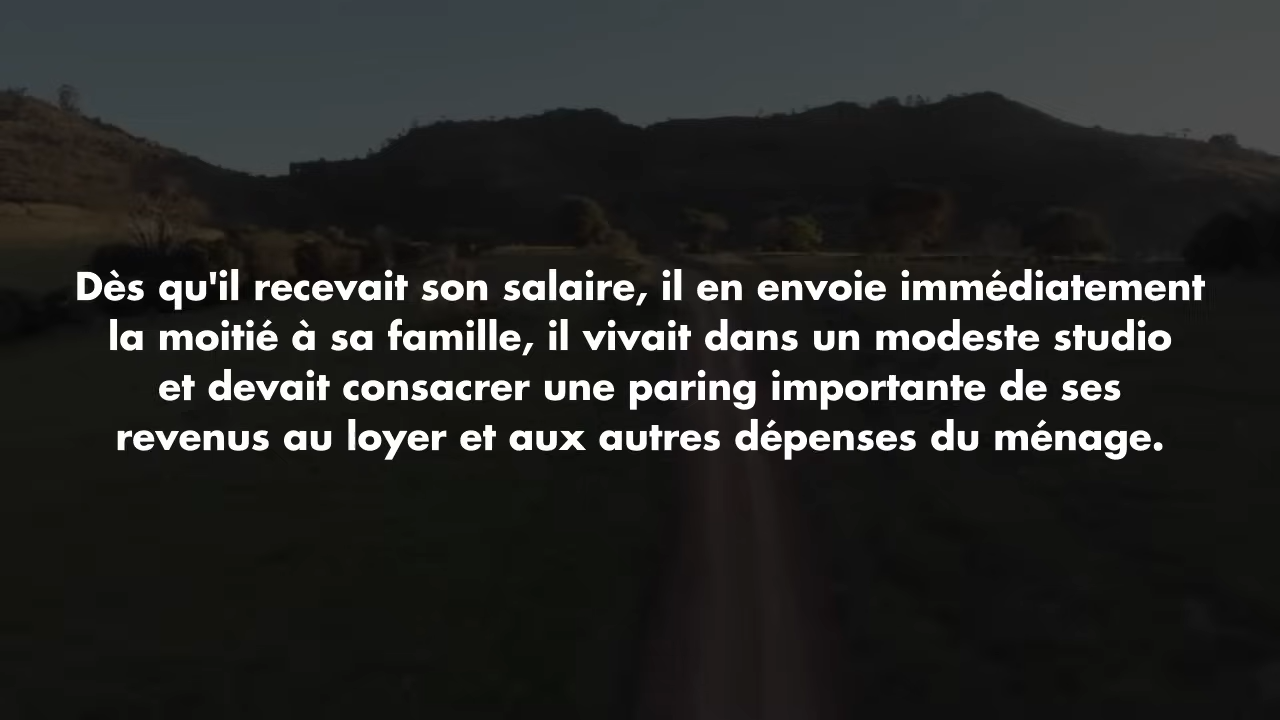 Dès qu'il recevait son salaire, il en envoie immédiatement
la moitié à sa famille, il vivait dans un modeste studio
et devait consacrer une paring importante de ses
revenus au loyer et aux autres dépenses du ménage.